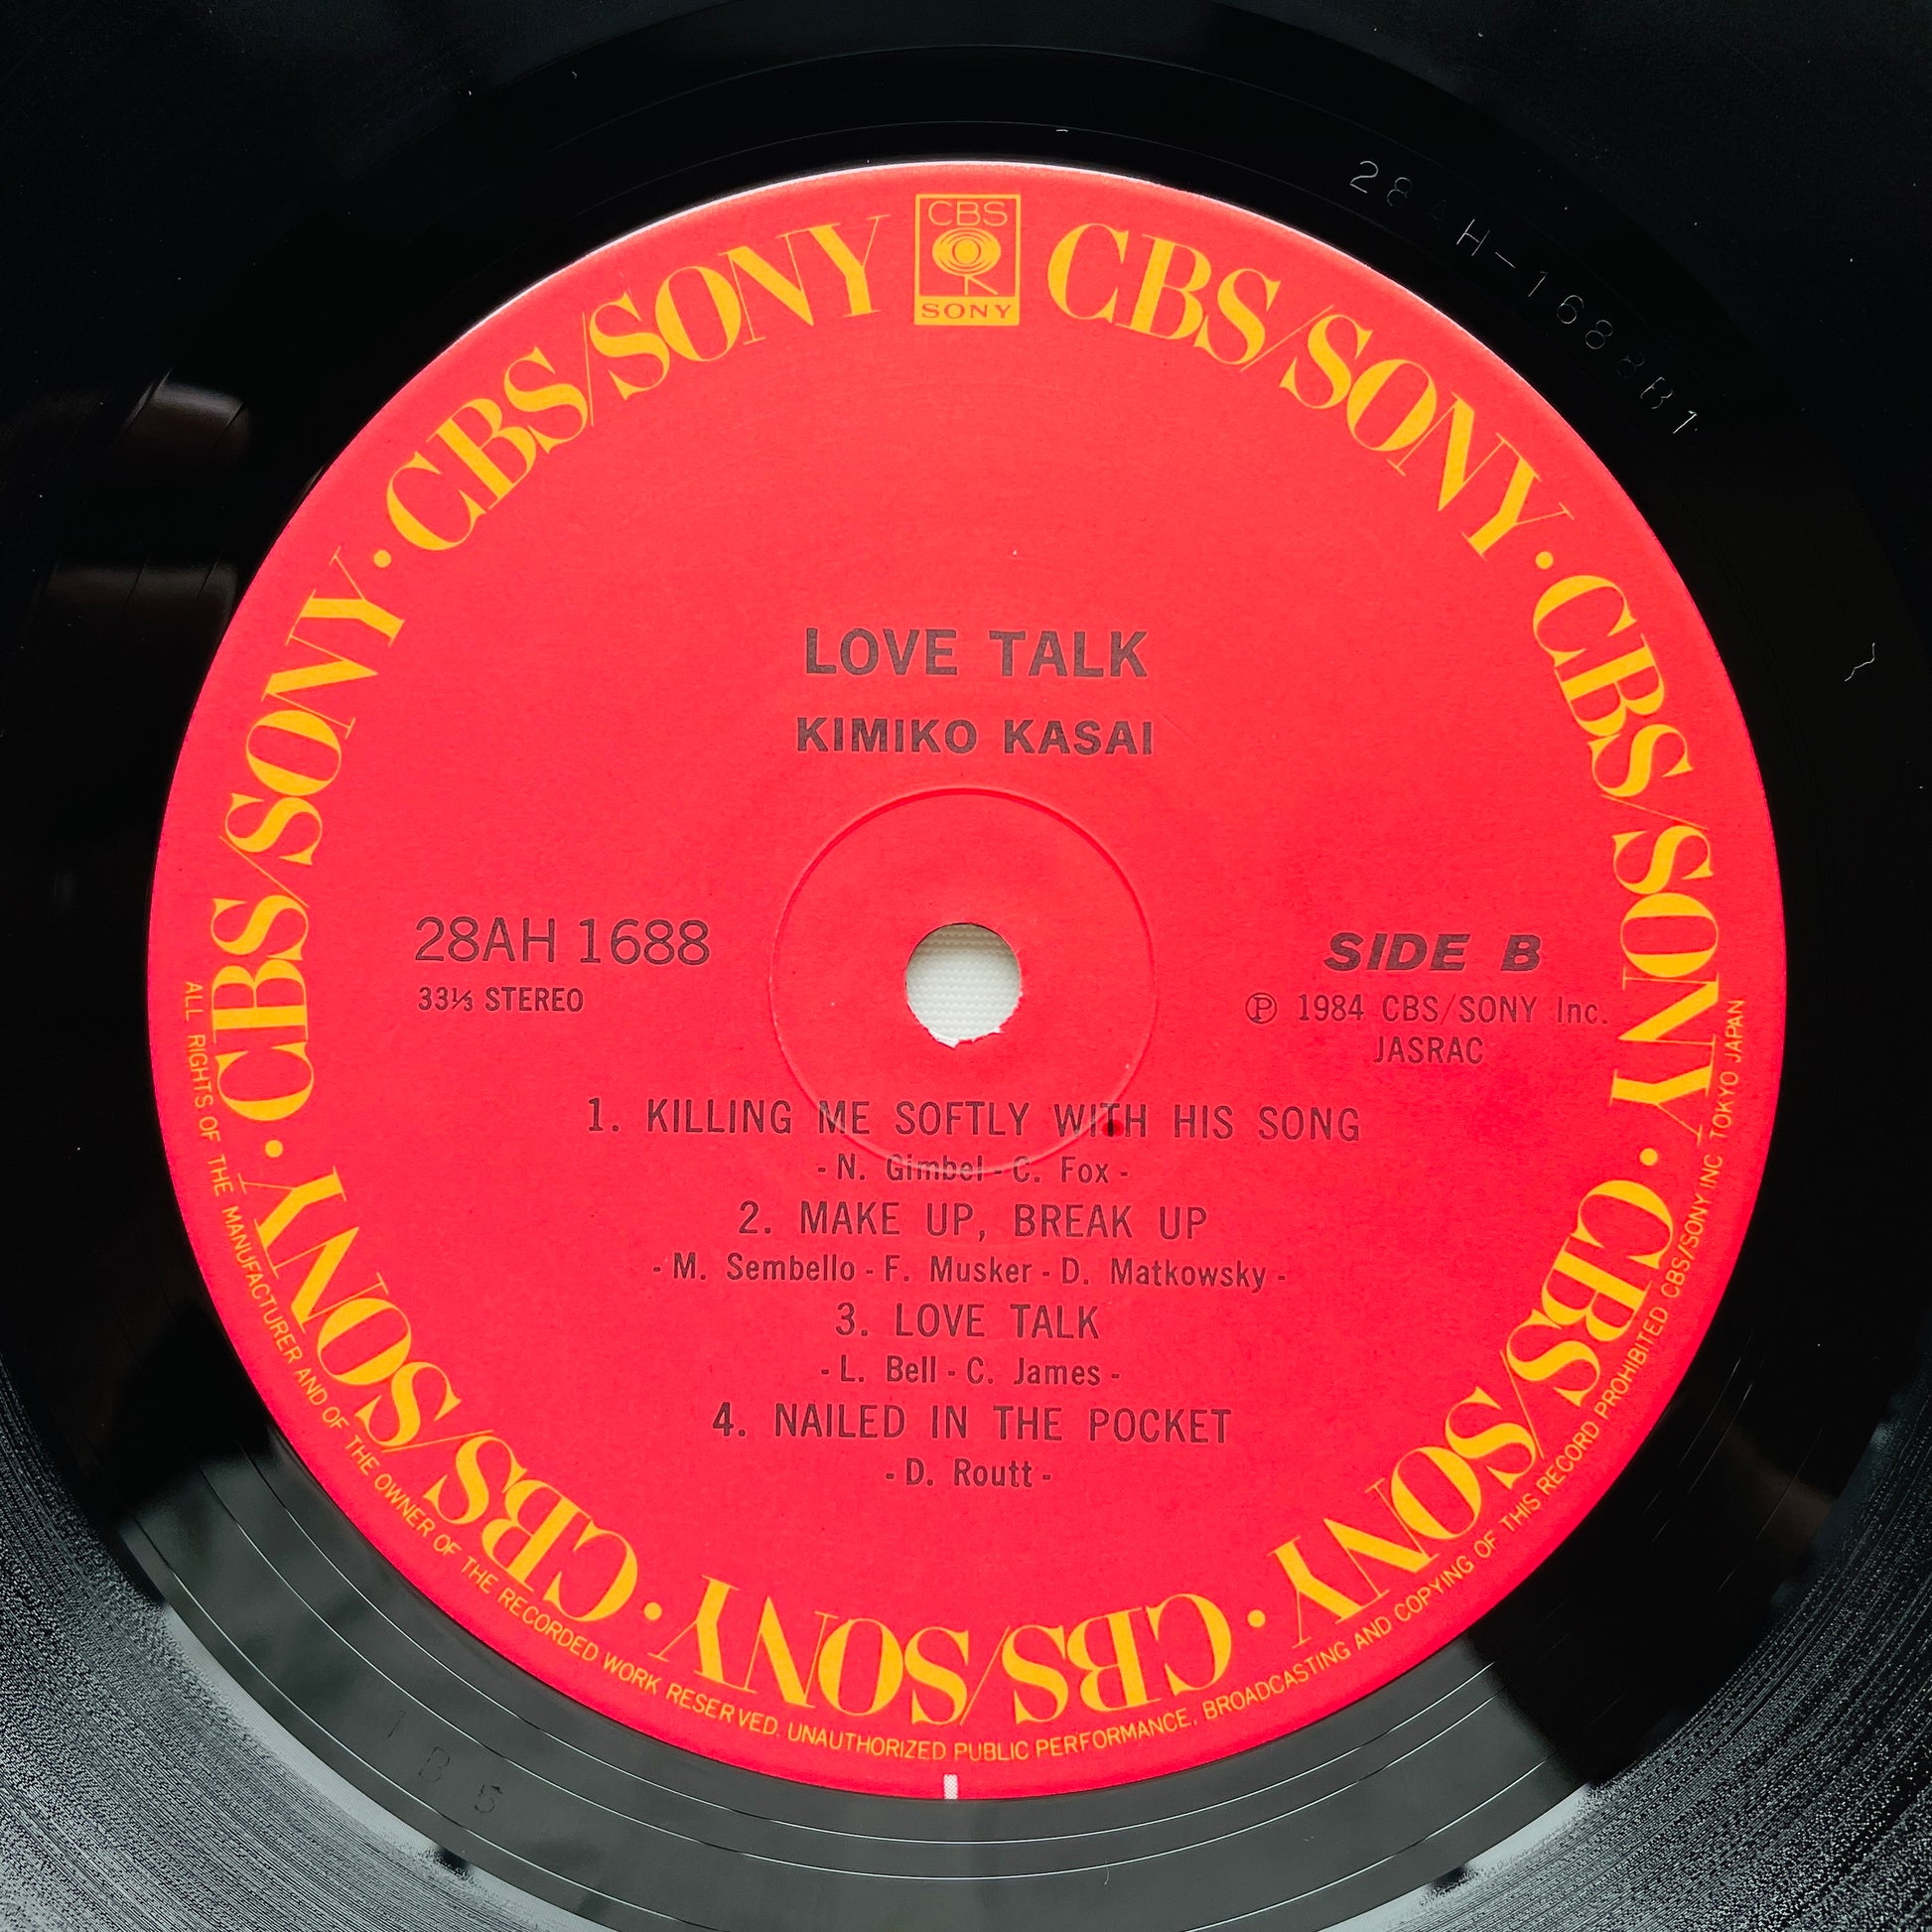 CBS
SONY
CBS/SONY · CBS/SONY · CBS/SONY · CBS/SONY · CBS/SONY · CBS/SONY · CBS/SONY
28AH-1688B1
LOVE TALK
KIMIKO KASAI
28AH 1688
33⅓ STEREO
SIDE B
Ⓟ 1984 CBS/SONY Inc.
JASRAC
1. KILLING ME SOFTLY WITH HIS SONG
- N. Gimbel - C. Fox -
2. MAKE UP, BREAK UP
- M. Sembello - F. Musker - D. Matkowsky -
3. LOVE TALK
- L. Bell - C. James -
4. NAILED IN THE POCKET
- D. Routt -
ALL RIGHTS OF THE MANUFACTURER AND OF THE OWNER OF THE RECORDED WORK RESERVED. UNAUTHORIZED PUBLIC PERFORMANCE, BROADCASTING AND COPYING OF THIS RECORD PROHIBITED CBS/SONY INC TOKYO JAPAN